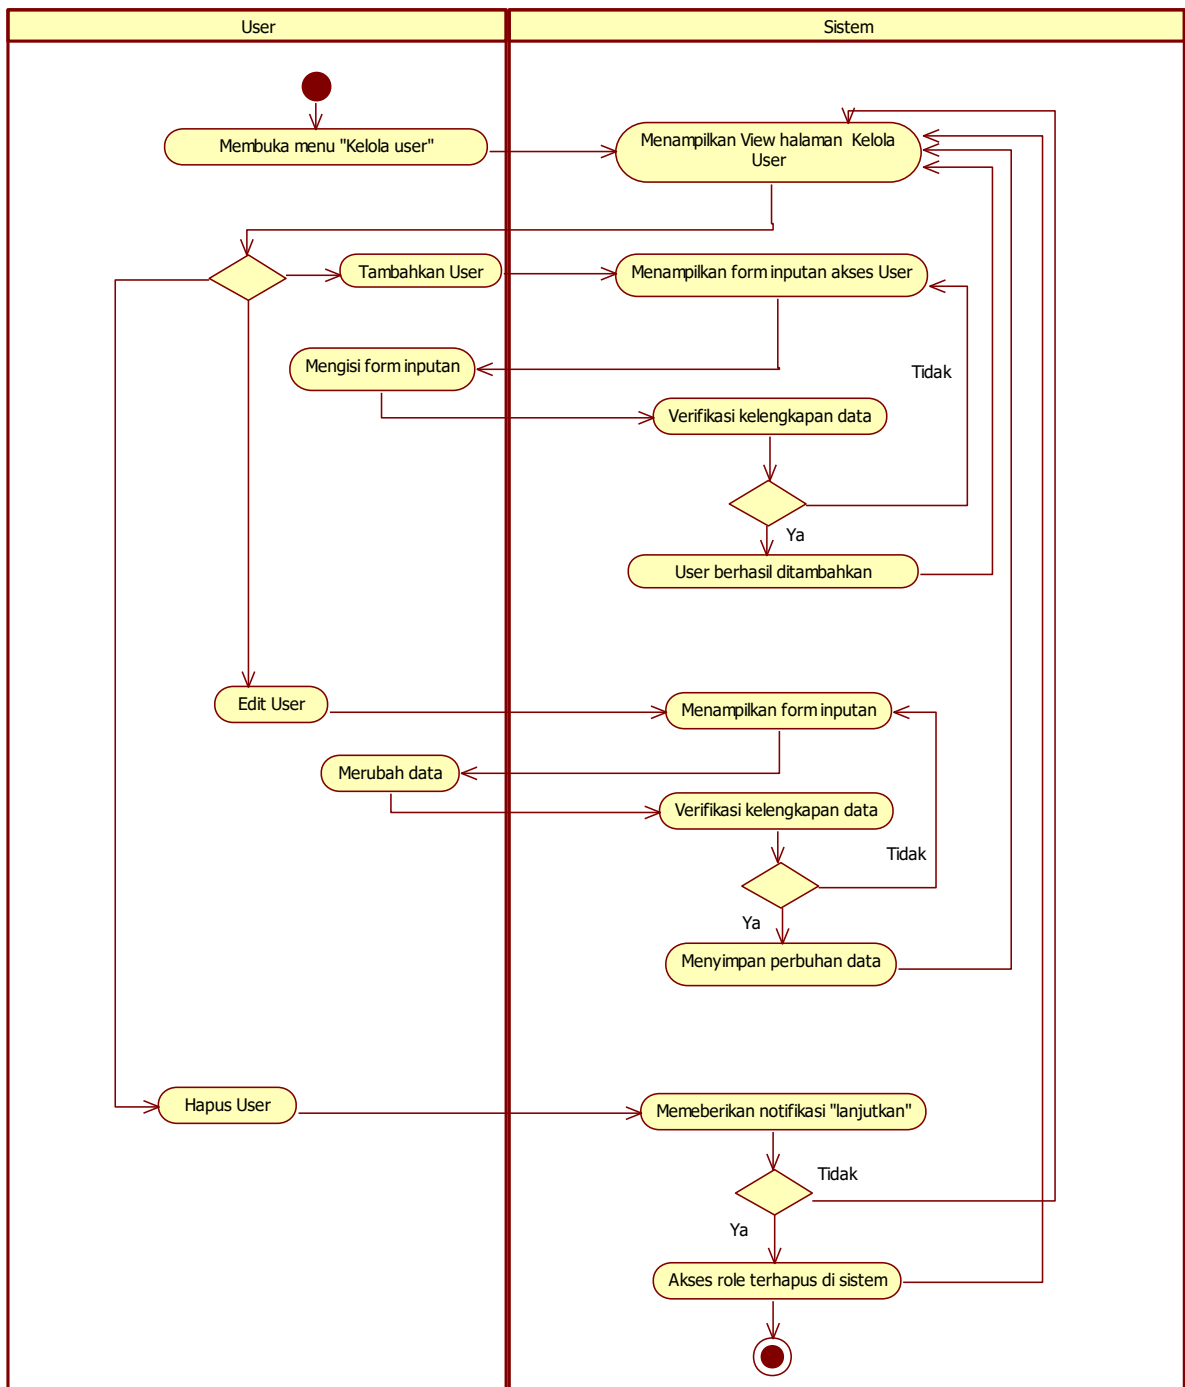 User
Sistem
Membuka menu "Kelola user"
Menampilkan View halaman  Kelola
User
Tambahkan User
Menampilkan form inputan akses User
Mengisi form inputan
Tidak
Verifikasi kelengkapan data
Ya
User berhasil ditambahkan
Edit User
Menampilkan form inputan
Merubah data
Verifikasi kelengkapan data
Tidak
Ya
Menyimpan perbuhan data
Hapus User
Memeberikan notifikasi "lanjutkan"
Tidak
Ya
Akses role terhapus di sistem